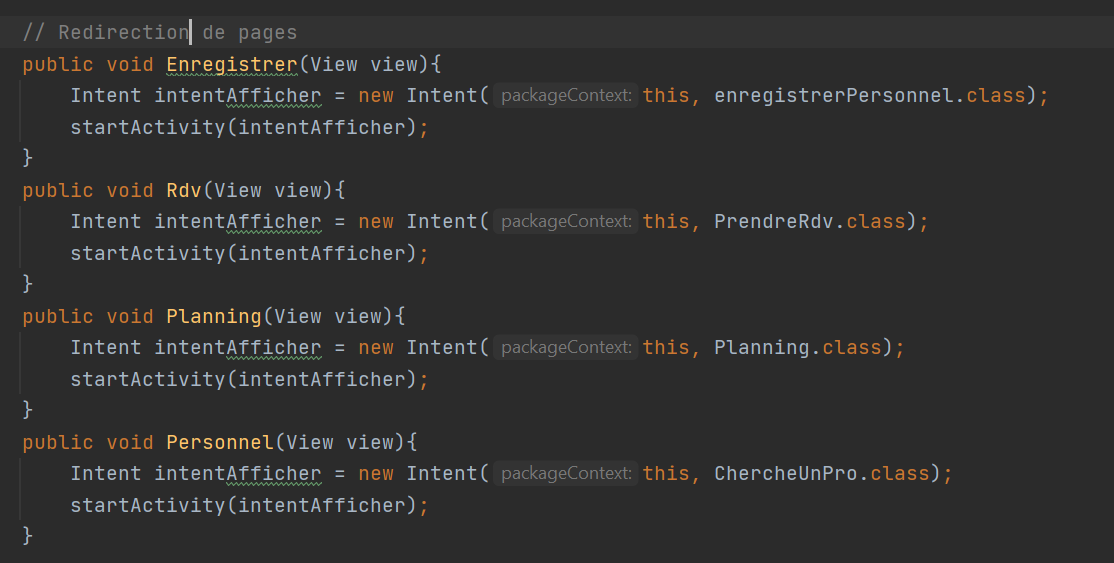 // Redirection de pages
public void Enregistrer(View view){
    Intent intentAfficher = new Intent( packageContext: this, enregistrerPersonnel.class);
    startActivity(intentAfficher);
}
public void Rdv(View view){
    Intent intentAfficher = new Intent( packageContext: this, PrendreRdv.class);
    startActivity(intentAfficher);
}
public void Planning(View view){
    Intent intentAfficher = new Intent( packageContext: this, Planning.class);
    startActivity(intentAfficher);
}
public void Personnel(View view){
    Intent intentAfficher = new Intent( packageContext: this, ChercheUnPro.class);
    startActivity(intentAfficher);
}